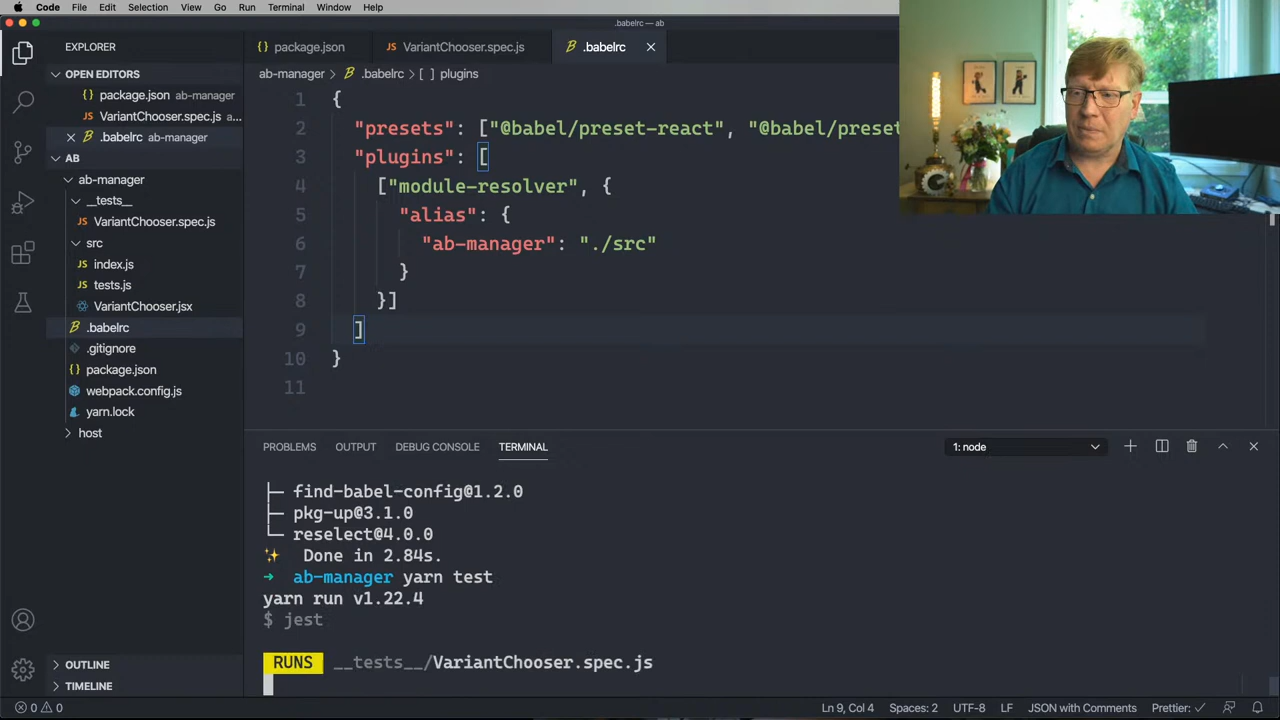 Code File Edit Selection View Go Run Terminal Window Help
.babelrc — ab
EXPLORER
package.json
VariantChooser.spec.js
.babelrc
OPEN EDITORS
package.json ab-manager
VariantChooser.spec.js a...
.babelrc ab-manager
AB
ab-manager
__tests__
VariantChooser.spec.js
src
index.js
tests.js
VariantChooser.jsx
.babelrc
.gitignore
package.json
webpack.config.js
yarn.lock
host
OUTLINE
TIMELINE
ab-manager > .babelrc > [ ] plugins
1 {
2 "presets": ["@babel/preset-react", "@babel/preset
3 "plugins": [
4 ["module-resolver", {
5 "alias": {
6 "ab-manager": "./src"
7 }
8 }]
9 ]
10 }
11
PROBLEMS OUTPUT DEBUG CONSOLE TERMINAL 1: node
├─ find-babel-config@1.2.0
├─ pkg-up@3.1.0
└─ reselect@4.0.0
✨ Done in 2.84s.
➜ ab-manager yarn test
yarn run v1.22.4
$ jest
RUNS __tests__/VariantChooser.spec.js
0 0 Ln 9, Col 4 Spaces: 2 UTF-8 LF JSON with Comments Prettier: ✓